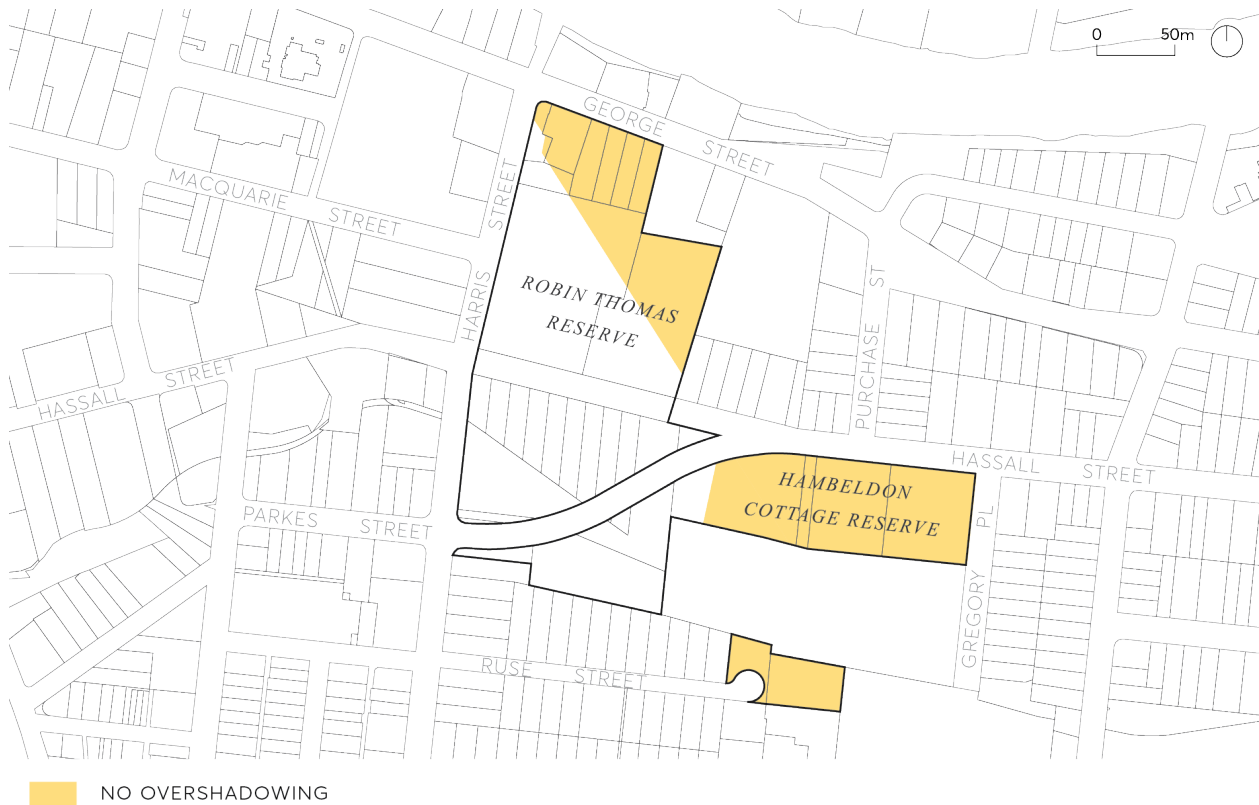 0 50m
GEORGE STREET
MACQUARIE STREET
HARRIS STREET
ROBIN THOMAS
RESERVE
PURCHASE ST
HASSALL STREET
HASSALL STREET
HAMBELDON
COTTAGE RESERVE
PARKES STREET
GREGORY PL
RUSE STREET
NO OVERSHADOWING